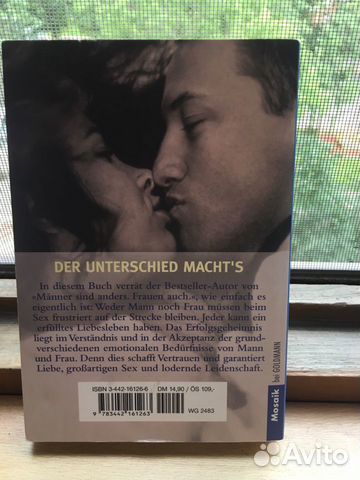 DER UNTERSCHIED MACHT'S
In diesem Buch verrät der Bestseller-Autor von
»Männer sind anders. Frauen auch.«, wie einfach es
eigentlich ist: Weder Mann noch Frau müssen beim
Sex frustriert auf der Strecke bleiben. Jeder kann ein
erfülltes Liebesleben haben. Das Erfolgsgeheimnis
liegt im Verständnis und in der Akzeptanz der grund-
verschiedenen emotionalen Bedürfnisse von Mann
und Frau. Denn dies schafft Vertrauen und garantiert
Liebe, großartigen Sex und lodernde Leidenschaft.
ISBN 3-442-16126-6
DM 14,90 / ÖS 109,-
9 783442 161263
WG 2483
Mosaik bei GOLDMANN
Avito